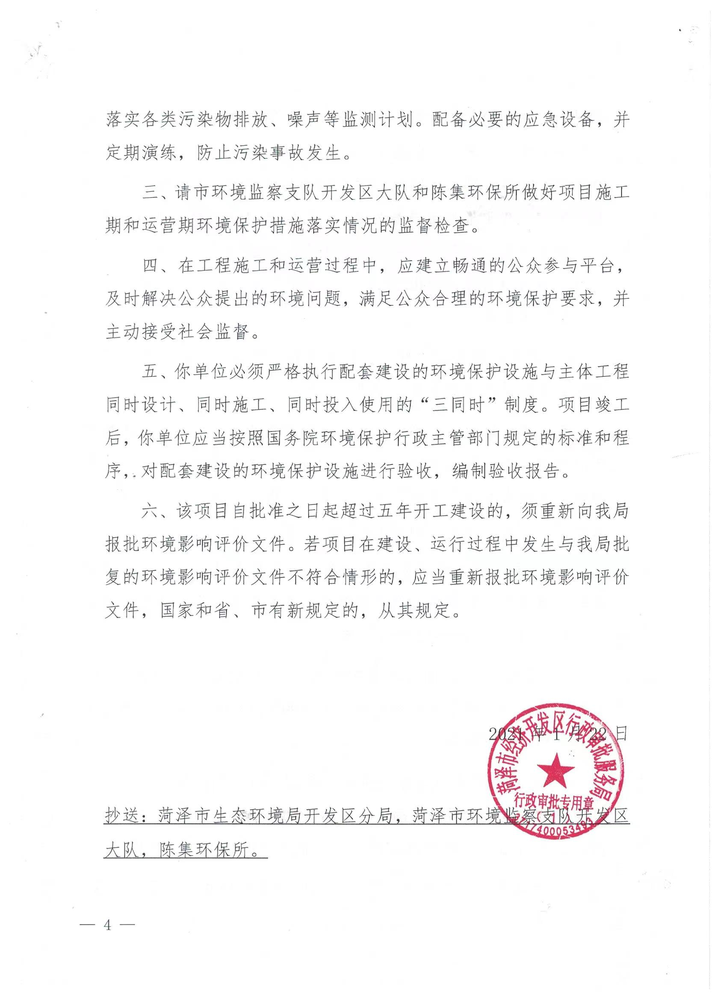 落实各类污染物排放、噪声等监测计划。配备必要的应急设备，并
定期演练，防止污染事故发生。
三、请市环境监察支队开发区大队和陈集环保所做好项目施工
期和运营期环境保护措施落实情况的监督检查。
四、在工程施工和运营过程中，应建立畅通的公众参与平台，
及时解决公众提出的环境问题，满足公众合理的环境保护要求，并
主动接受社会监督。
五、你单位必须严格执行配套建设的环境保护设施与主体工程
同时设计、同时施工、同时投入使用的“三同时”制度。项目竣工
后，你单位应当按照国务院环境保护行政主管部门规定的标准和程
序，对配套建设的环境保护设施进行验收，编制验收报告。
六、该项目自批准之日起超过五年开工建设的，须重新向我局
报批环境影响评价文件。若项目在建设、运行过程中发生与我局批
复的环境影响评价文件不符合情形的，应当重新报批环境影响评价
文件，国家和省、市有新规定的，从其规定。
2021年1月22日
菏泽市经济开发区行政审批服务局
行政审批专用章
（1）
3717400053493
抄送：菏泽市生态环境局开发区分局，菏泽市环境监察支队开发区
大队，陈集环保所。
— 4 —